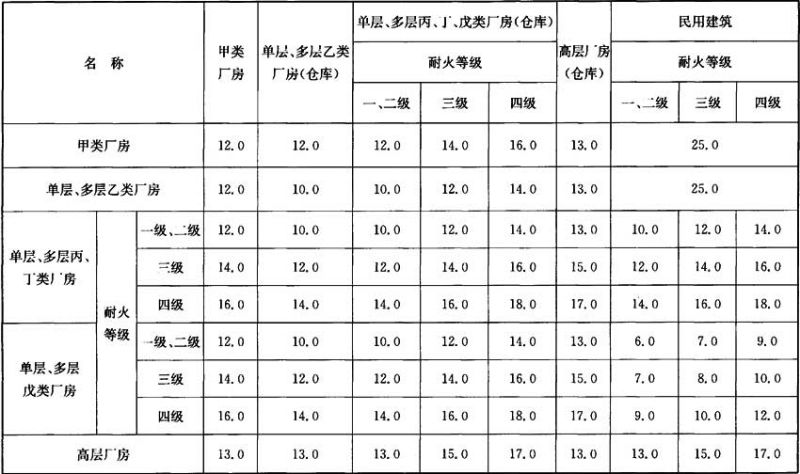 名 称 甲类厂房 单层、多层乙类厂房(仓库) 单层、多层丙、丁、戊类厂房(仓库) 高层厂房(仓库) 民用建筑
耐火等级 耐火等级
一、二级 三级 四级 一、二级 三级 四级
甲类厂房 12.0 12.0 12.0 14.0 16.0 13.0 25.0
单层、多层乙类厂房 12.0 10.0 10.0 12.0 14.0 13.0 25.0
单层、多层丙、丁类厂房 耐火等级 一级、二级 12.0 10.0 10.0 12.0 14.0 13.0 10.0 12.0 14.0
三级 14.0 12.0 12.0 14.0 16.0 15.0 12.0 14.0 16.0
四级 16.0 14.0 14.0 16.0 18.0 17.0 14.0 16.0 18.0
单层、多层戊类厂房 一级、二级 12.0 10.0 10.0 12.0 14.0 13.0 6.0 7.0 9.0
三级 14.0 12.0 12.0 14.0 16.0 15.0 7.0 8.0 10.0
四级 16.0 14.0 14.0 16.0 18.0 17.0 9.0 10.0 12.0
高层厂房 13.0 13.0 13.0 15.0 17.0 13.0 13.0 15.0 17.0